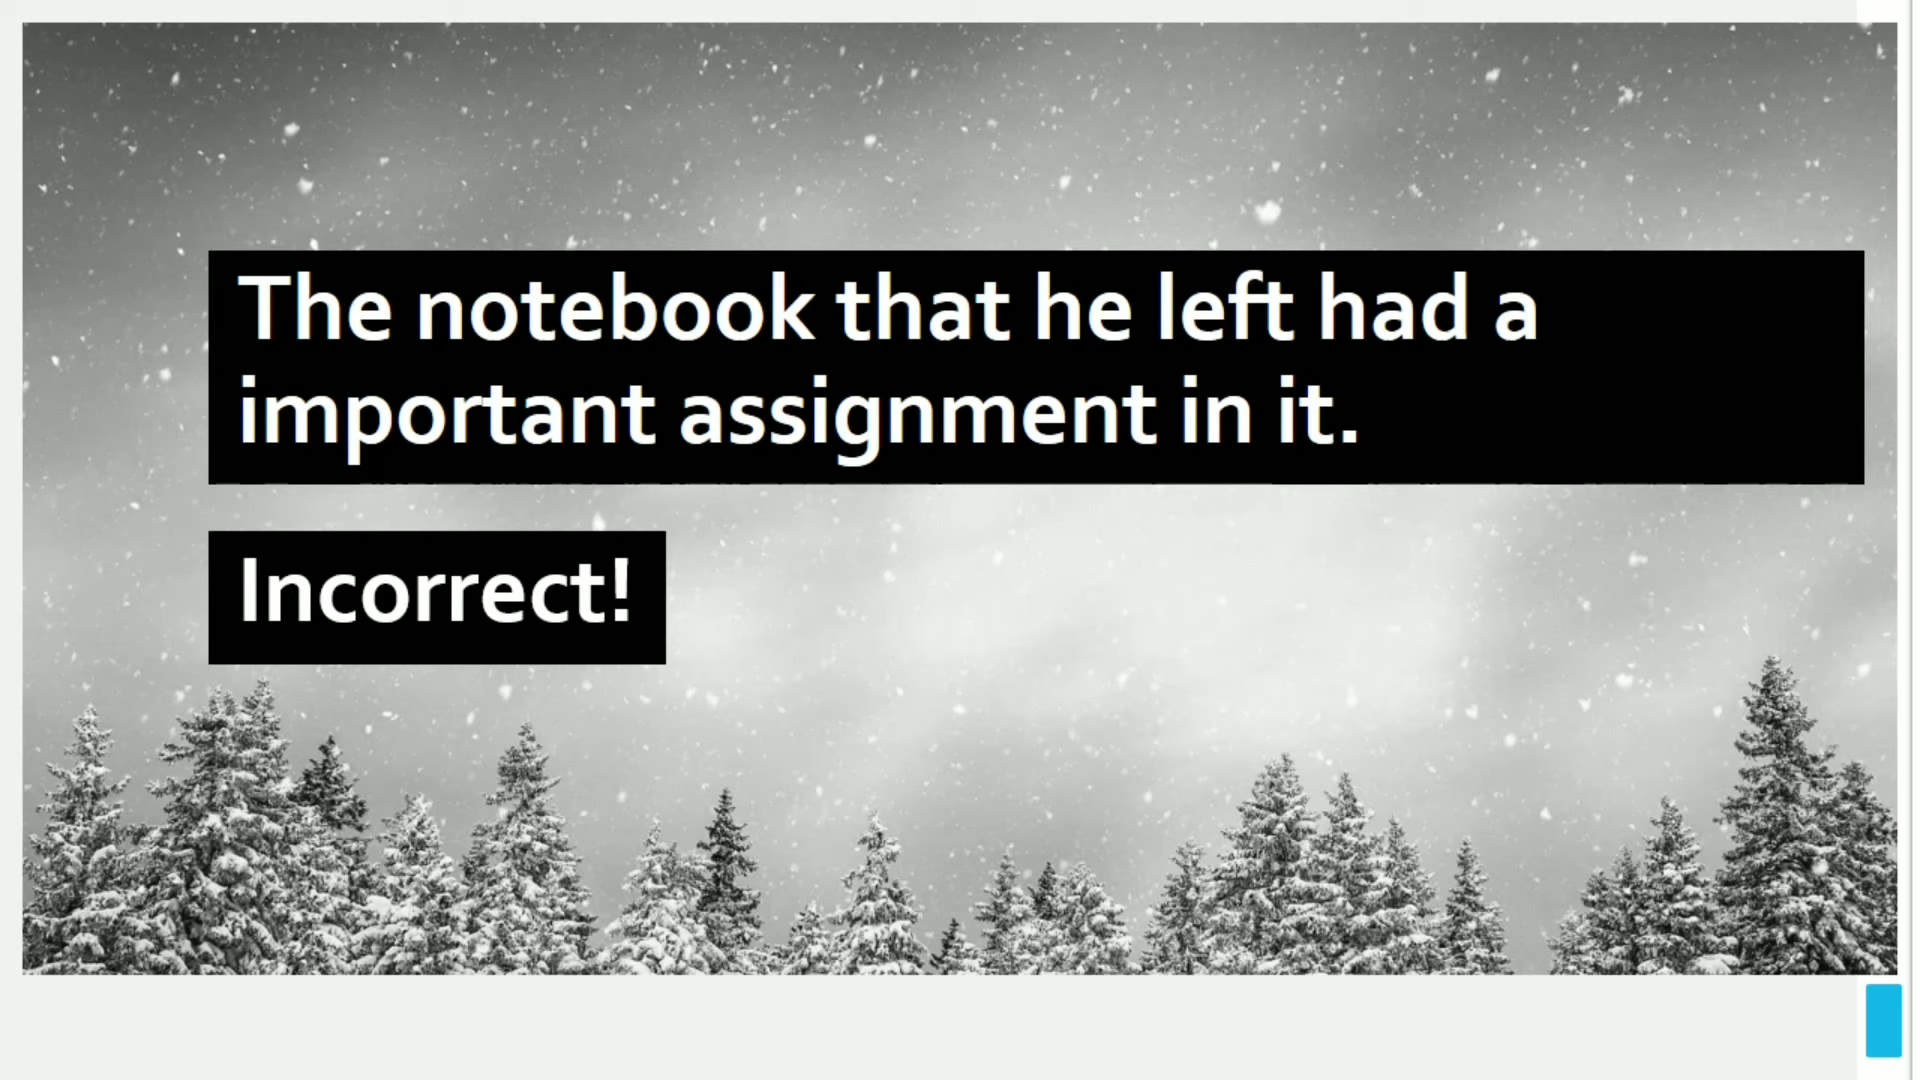 The notebook that he left had a
important assignment in it.
Incorrect!